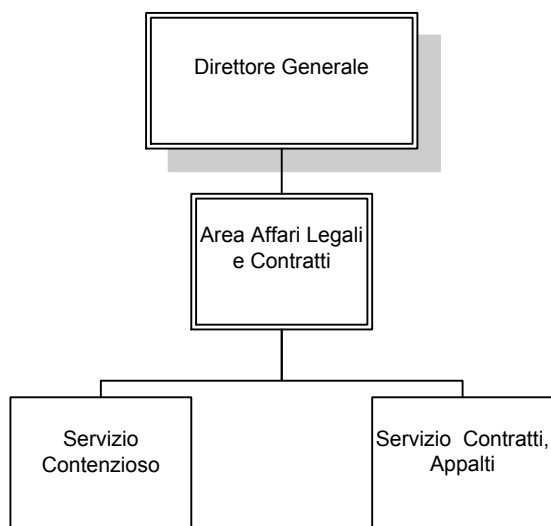 Direttore Generale
Area Affari Legali
e Contratti
Servizio
Contenzioso
Servizio  Contratti,
Appalti